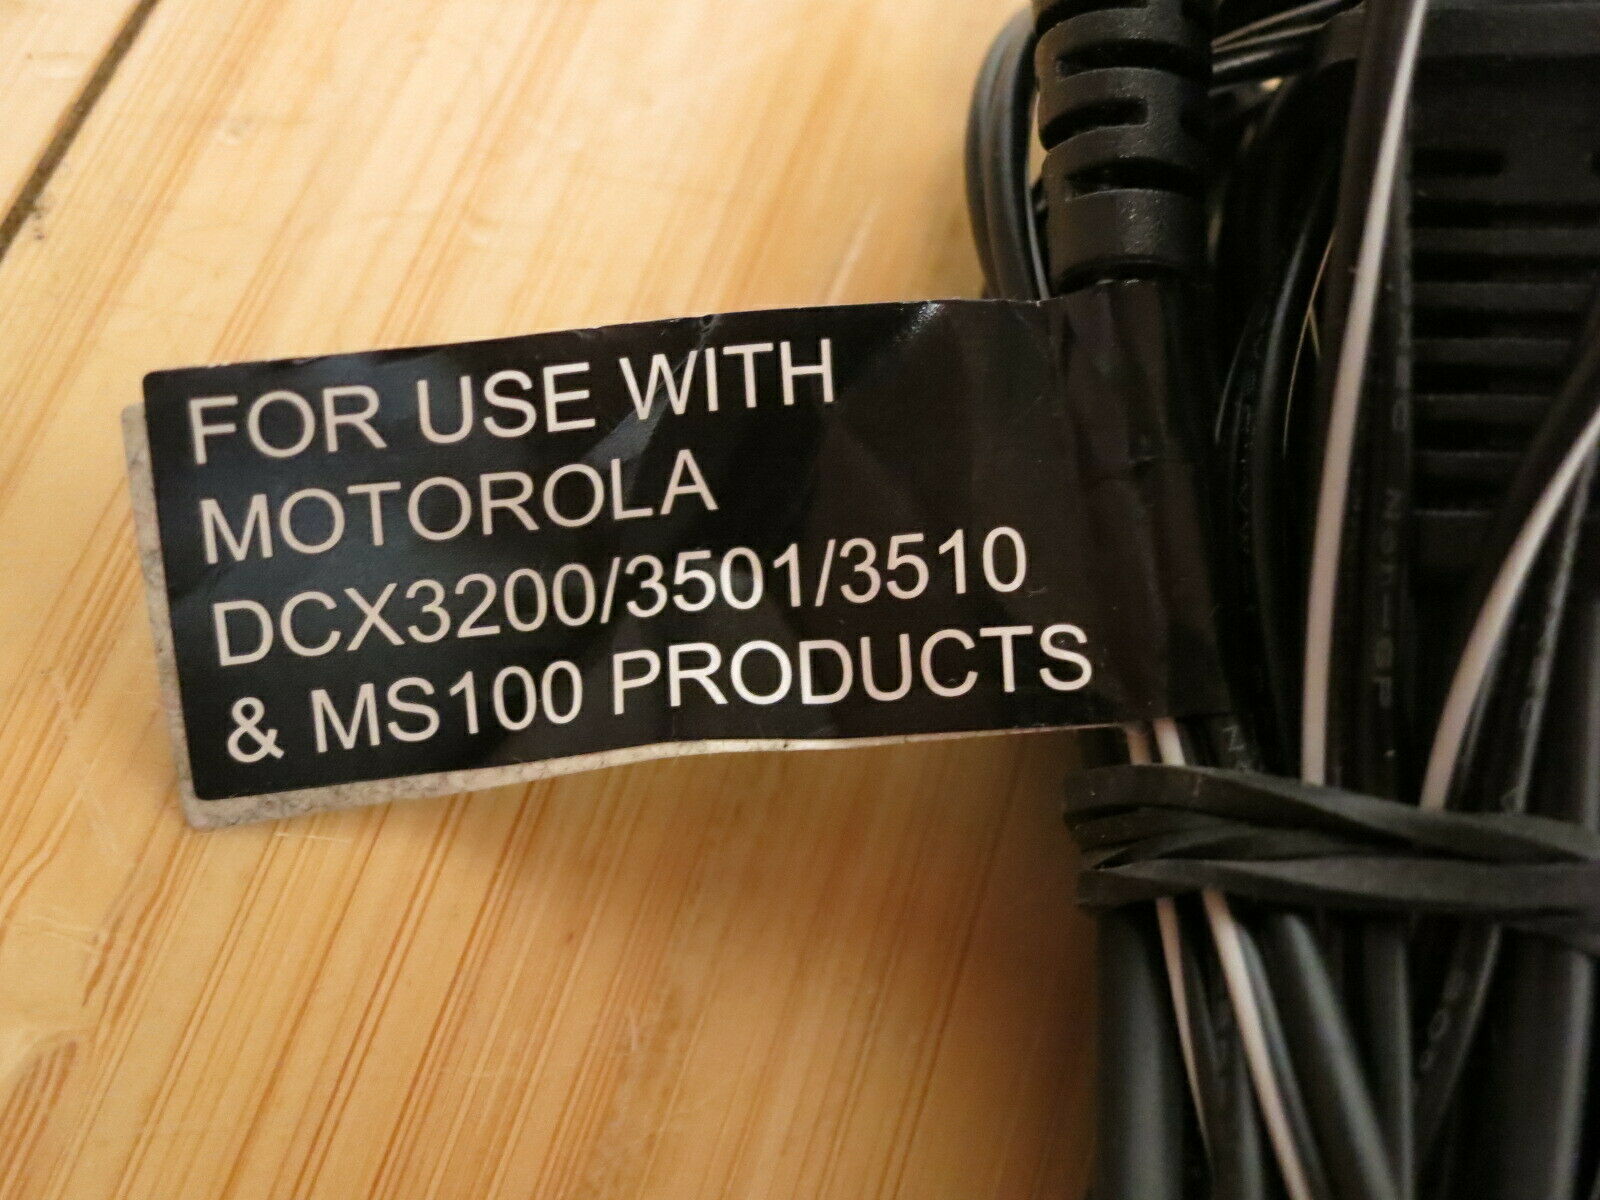 FOR USE WITH
MOTOROLA
DCX3200/3501/3510
& MS100 PRODUCTS